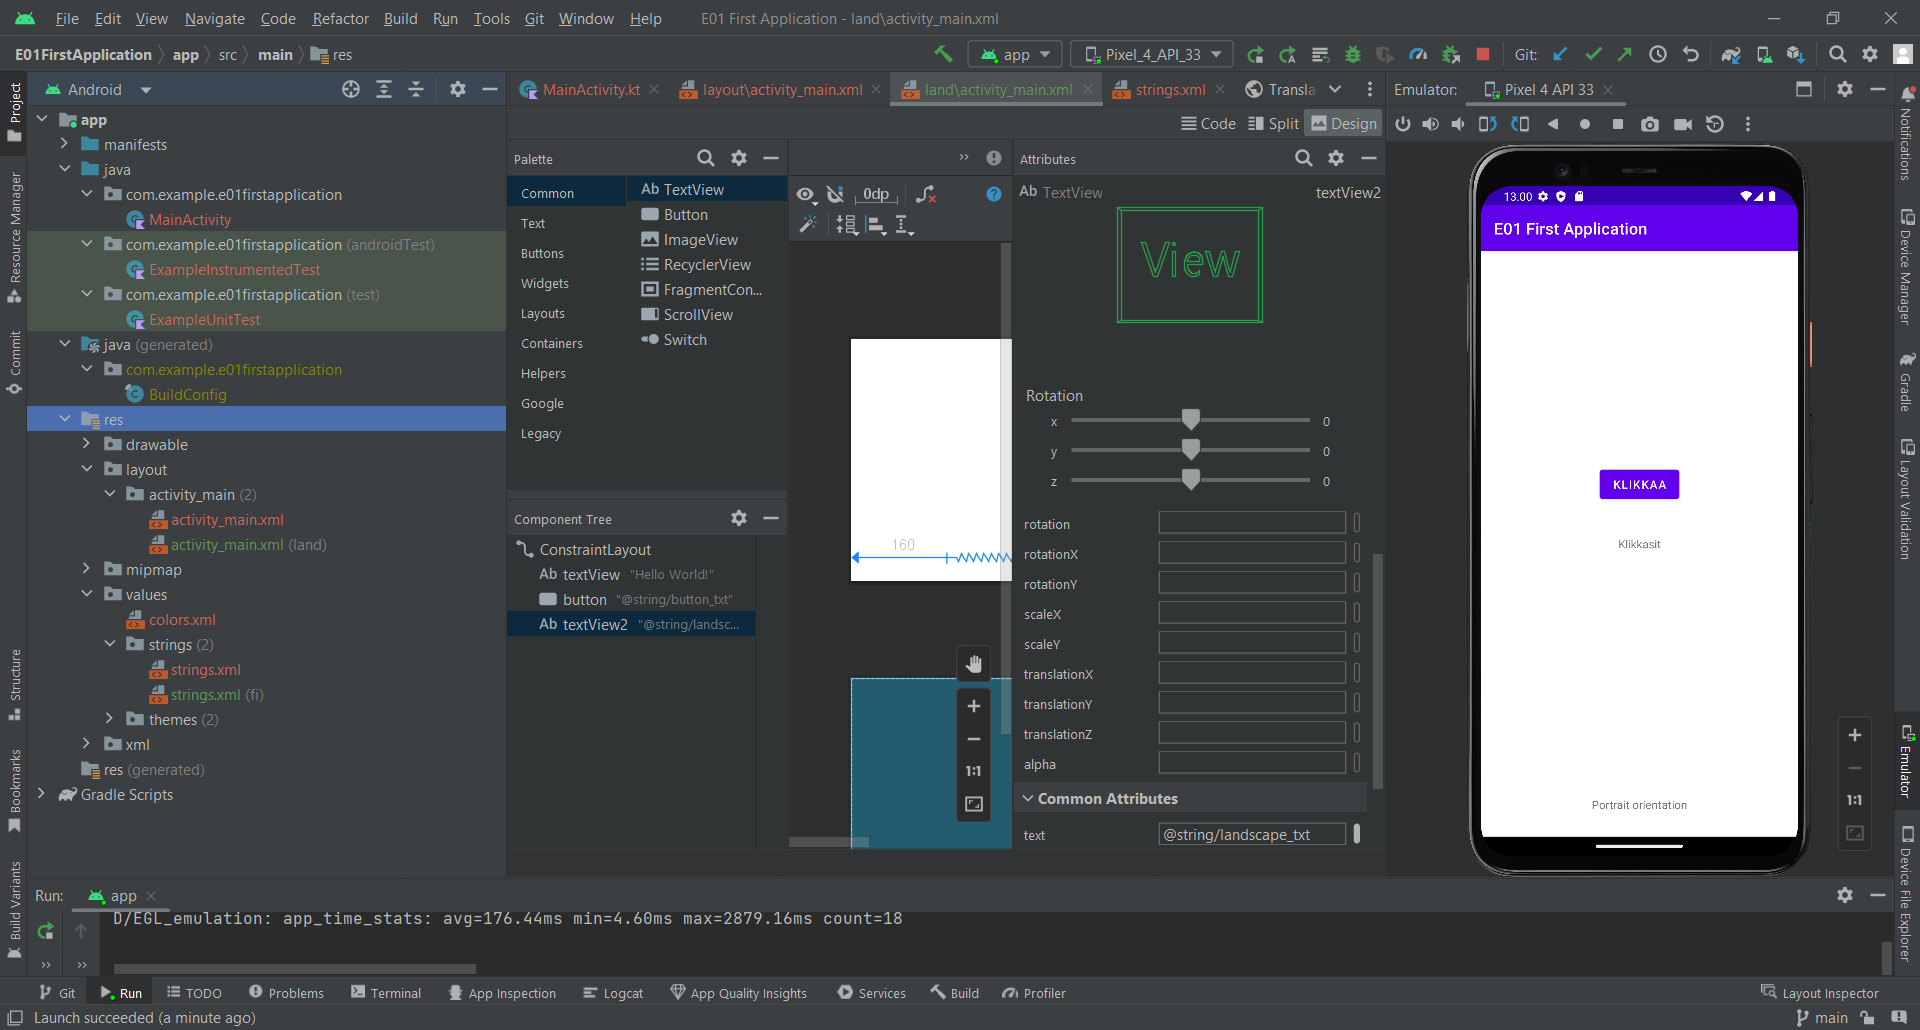 File Edit View Navigate Code Refactor Build Run Tools Git Window Help E01 First Application - land\activity_main.xml
E01FirstApplication app src main res
app Pixel_4_API_33 Git:
Project
Resource Manager
Commit
Structure
Bookmarks
Build Variants
Android
app
manifests
java
com.example.e01firstapplication
MainActivity
com.example.e01firstapplication (androidTest)
ExampleInstrumentedTest
com.example.e01firstapplication (test)
ExampleUnitTest
java (generated)
com.example.e01firstapplication
BuildConfig
res
drawable
layout
activity_main (2)
activity_main.xml
activity_main.xml (land)
mipmap
values
colors.xml
strings (2)
strings.xml
strings.xml (fi)
themes (2)
xml
res (generated)
Gradle Scripts
MainActivity.kt layout\activity_main.xml land\activity_main.xml strings.xml Transla
Code Split Design
Palette
Common
Text
Buttons
Widgets
Layouts
Containers
Helpers
Google
Legacy
Ab TextView
Button
ImageView
RecyclerView
FragmentCon...
ScrollView
Switch
Component Tree
ConstraintLayout
Ab textView "Hello World!"
button "@string/button_txt"
Ab textView2 "@string/landsc...
0dp
160
1:1
Attributes
Ab TextView textView2
View
Rotation
x 0
y 0
z 0
rotation
rotationX
rotationY
scaleX
scaleY
translationX
translationY
translationZ
alpha
Common Attributes
text @string/landscape_txt
Emulator: Pixel 4 API 33
13.00
E01 First Application
KLIKKAA
Klikkasit
Portrait orientation
1:1
Notifications
Device Manager
Gradle
Layout Validation
Emulator
Device File Explorer
Run: app
D/EGL_emulation: app_time_stats: avg=176.44ms min=4.60ms max=2879.16ms count=18
Git Run TODO Problems Terminal App Inspection Logcat App Quality Insights Services Build Profiler Layout Inspector
Launch succeeded (a minute ago) main